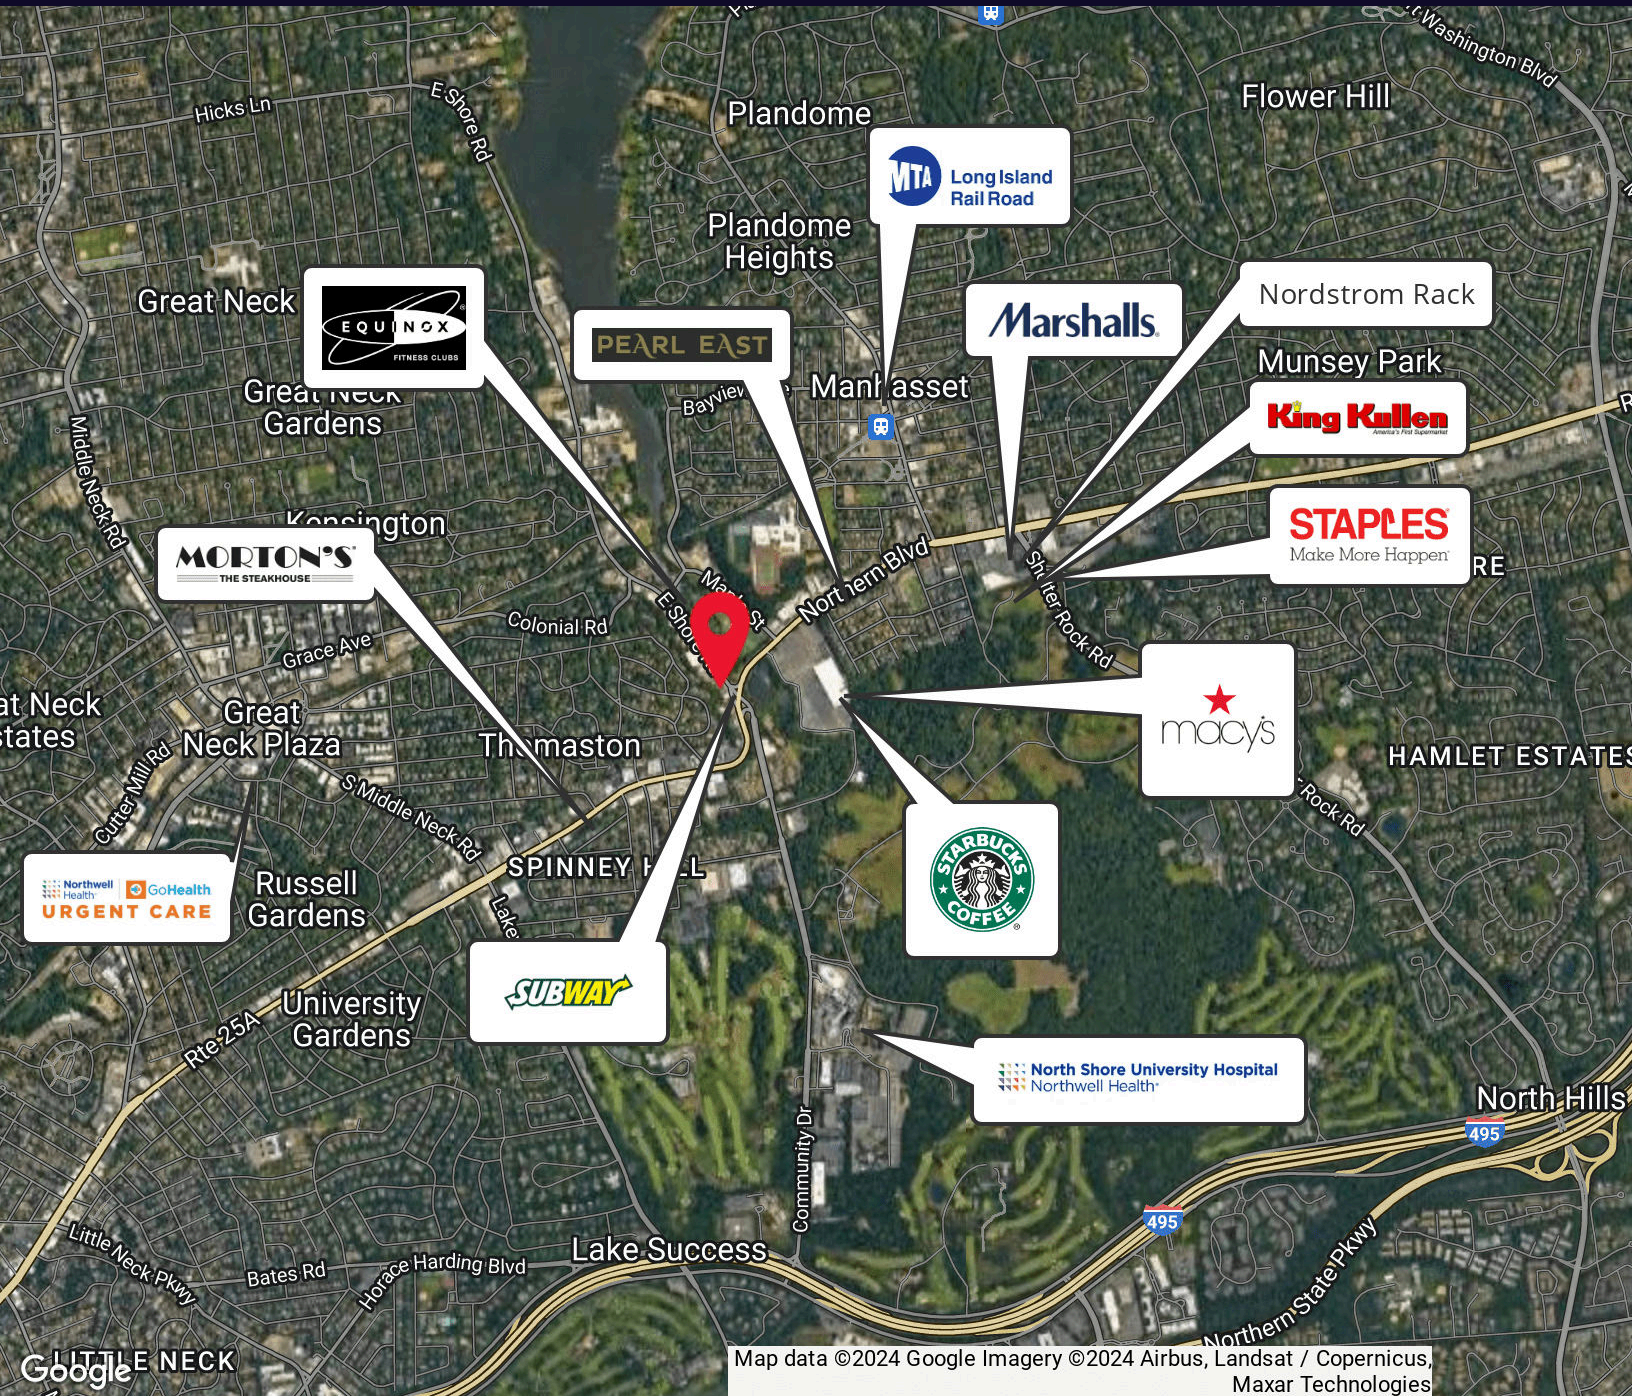 Washington Blvd
Hicks Ln
E Shore Rd
Plandome
Flower Hill
MTA
Long Island
Rail Road
Plandome
Heights
Great Neck
EQUINOX
FITNESS CLUBS
PEARL EAST
Marshalls
Nordstrom Rack
Munsey Park
Great Neck
Gardens
Manhasset
King Kullen
America's First Supermarket
Middle Neck Rd
Kensington
STAPLES
Make More Happen
MORTON'S
THE STEAKHOUSE
Northern Blvd
Shelter Rock Rd
Colonial Rd
Grace Ave
Great
Neck Plaza
Thomaston
macy's
HAMLET ESTATES
Cutter Mill Rd
S Middle Neck Rd
Rock Rd
SPINNEY HILL
Northwell
Health
GoHealth
URGENT CARE
Russell
Gardens
STARBUCKS
COFFEE
University
Gardens
SUBWAY
Rte 25A
North Shore University Hospital
Northwell Health
North Hills
495
Community Dr
495
Little Neck Pkwy
Bates Rd
Horace Harding Blvd
Lake Success
Northern State Pkwy
LITTLE NECK
Google
Map data ©2024 Google Imagery ©2024 Airbus, Landsat / Copernicus,
Maxar Technologies